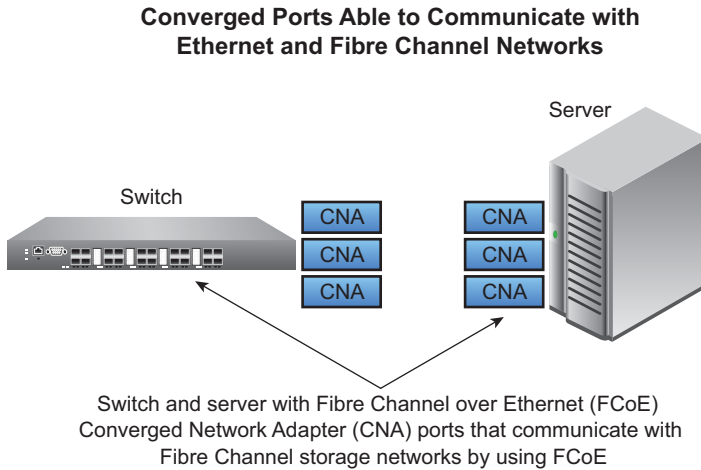 Converged Ports Able to Communicate with
Ethernet and Fibre Channel Networks
Server
Switch
CNA
CNA
CNA
CNA
CNA
CNA
Switch and server with Fibre Channel over Ethernet (FCoE)
Converged Network Adapter (CNA) ports that communicate with
Fibre Channel storage networks by using FCoE